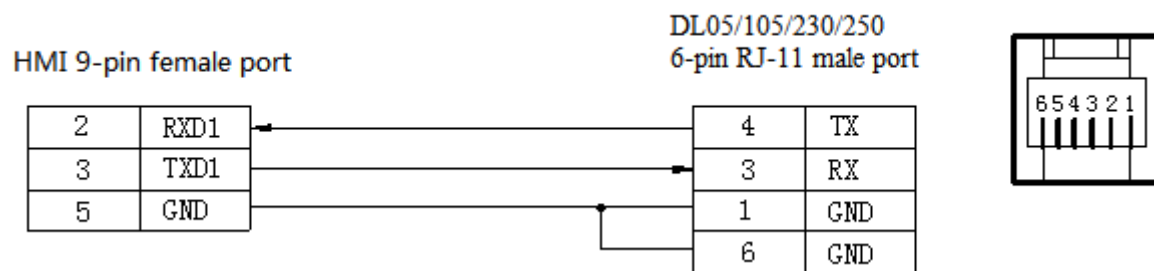 DL05/105/230/250
HMI 9-pin female port
6-pin RJ-11 male port
2 RXD1 4 TX
3 TXD1 3 RX
5 GND 1 GND
6 GND
654321